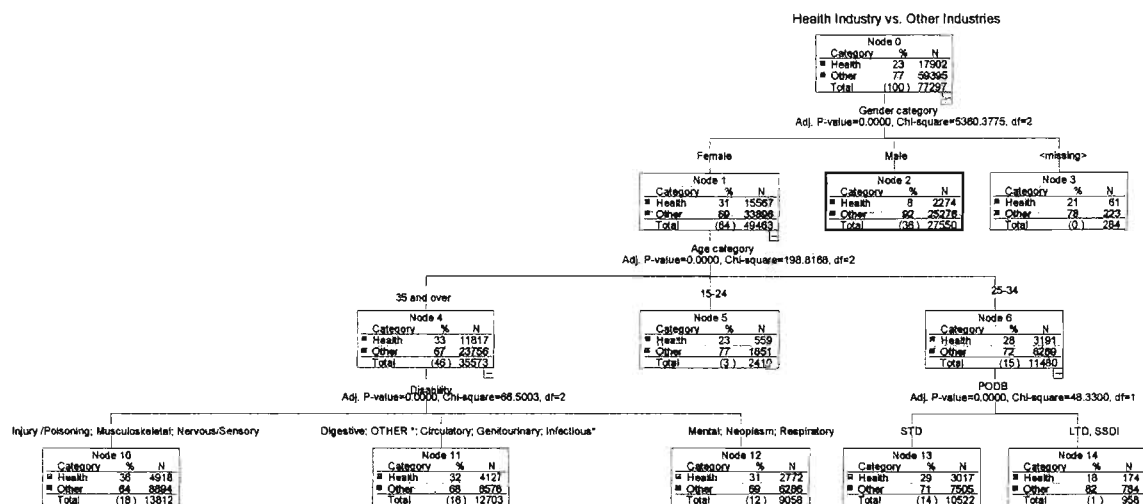 Health Industry vs. Other Industries
Node 0
Category % N
Health 23 17902
Other 77 59395
Total (100) 77297
Gender category
Adj. P-value=0.0000, Chi-square=5360.3775, df=2
Female
Male
<missing>
Node 1
Category % N
Health 31 15567
Other 69 33896
Total (64) 49463
Node 2
Category % N
Health 8 2274
Other 92 25276
Total (36) 27550
Node 3
Category % N
Health 21 61
Other 78 223
Total (0) 284
Age category
Adj. P-value=0.0000, Chi-square=198.8168, df=2
35 and over
15-24
25-34
Node 4
Category % N
Health 33 11817
Other 67 23756
Total (46) 35573
Node 5
Category % N
Health 23 559
Other 77 1851
Total (3) 2410
Node 6
Category % N
Health 28 3191
Other 72 8289
Total (15) 11480
Disability
Adj. P-value=0.0000, Chi-square=66.5003, df=2
PODB
Adj. P-value=0.0000, Chi-square=48.3300, df=1
Injury /Poisoning; Musculoskeletal; Nervous/Sensory
Digestive; OTHER *; Circulatory; Genitourinary; Infectious*
Mental; Neoplasm; Respiratory
STD
LTD, SSDI
Node 10
Category % N
Health 36 4918
Other 64 8894
Total (18) 13812
Node 11
Category % N
Health 32 4127
Other 68 8576
Total (16) 12703
Node 12
Category % N
Health 31 2772
Other 69 6286
Total (12) 9058
Node 13
Category % N
Health 29 3017
Other 71 7505
Total (14) 10522
Node 14
Category % N
Health 18 174
Other 82 784
Total (1) 958